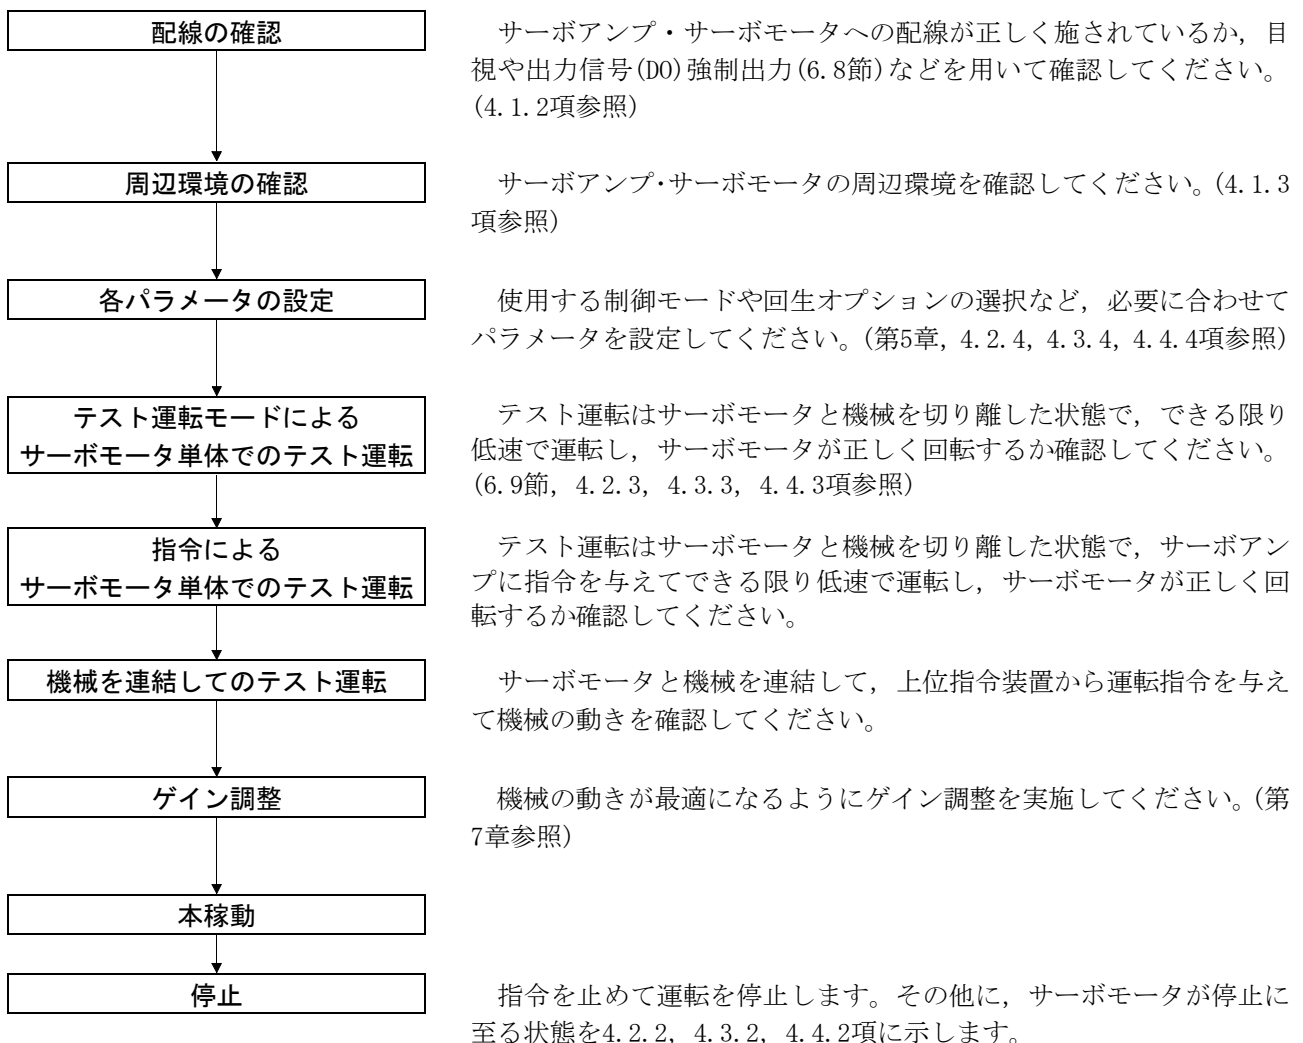 配線の確認
サーボアンプ・サーボモータへの配線が正しく施されているか，目
視や出力信号(DO)強制出力(6.8節)などを用いて確認してください。
(4.1.2項参照)
周辺環境の確認
サーボアンプ・サーボモータの周辺環境を確認してください。(4.1.3
項参照)
各パラメータの設定
使用する制御モードや回生オプションの選択など，必要に合わせて
パラメータを設定してください。(第5章，4.2.4，4.3.4，4.4.4項参照)
テスト運転モードによる
サーボモータ単体でのテスト運転
テスト運転はサーボモータと機械を切り離した状態で，できる限り
低速で運転し，サーボモータが正しく回転するか確認してください。
(6.9節，4.2.3，4.3.3，4.4.3項参照)
指令による
サーボモータ単体でのテスト運転
テスト運転はサーボモータと機械を切り離した状態で，サーボアン
プに指令を与えてできる限り低速で運転し，サーボモータが正しく回
転するか確認してください。
機械を連結してのテスト運転
サーボモータと機械を連結して，上位指令装置から運転指令を与え
て機械の動きを確認してください。
ゲイン調整
機械の動きが最適になるようにゲイン調整を実施してください。(第
7章参照)
本稼動
停止
指令を止めて運転を停止します。その他に，サーボモータが停止に
至る状態を4.2.2，4.3.2，4.4.2項に示します。